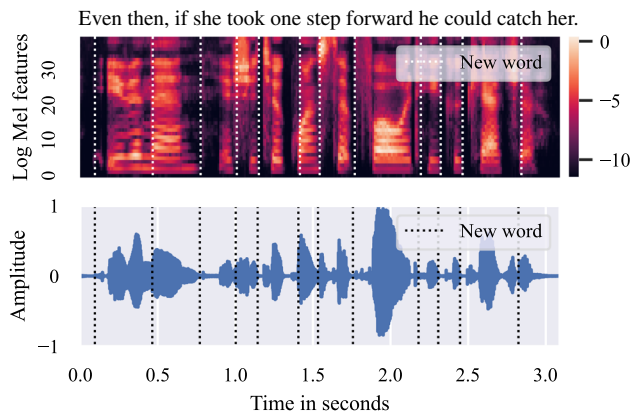 Even then, if she took one step forward he could catch her.
Log Mel features
30
20
10
0
New word
0
−5
−10
Amplitude
1
0
−1
New word
0.0 0.5 1.0 1.5 2.0 2.5 3.0
Time in seconds